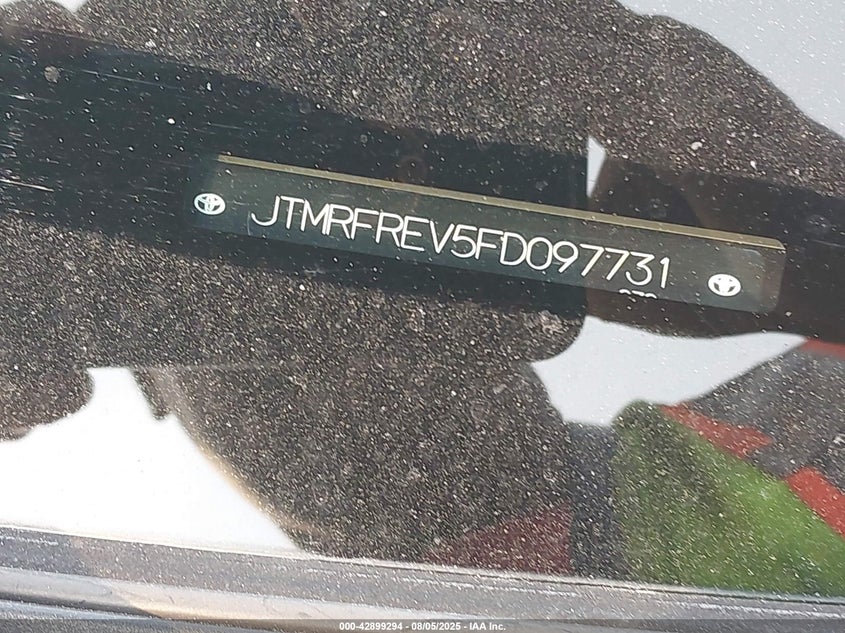 JTMRFREV5FD097731
000-42899294 - 08/05/2025 - IAA Inc.